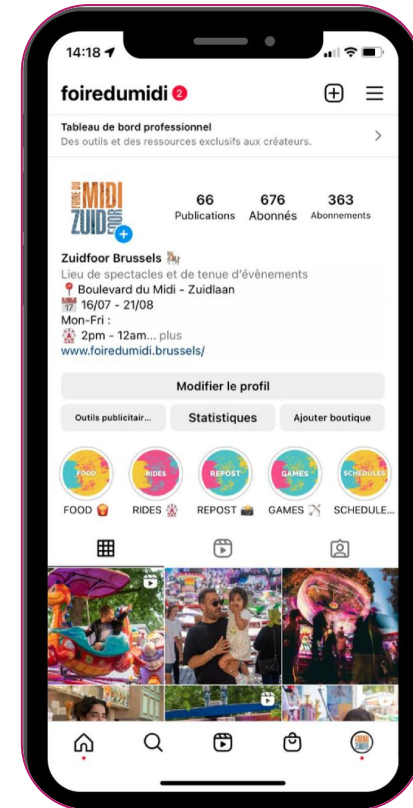 14:18
foiredumidi 2
Tableau de bord professionnel
Des outils et des ressources exclusifs aux créateurs.
FOIRE DU
MIDI
ZUID
FOOR
66 676 363
Publications Abonnés Abonnements
Zuidfoor Brussels 🎠
Lieu de spectacles et de tenue d'évènements
📍 Boulevard du Midi - Zuidlaan
📅 16/07 - 21/08
Mon-Fri :
🎡 2pm - 12am... plus
www.foiredumidi.brussels/
Modifier le profil
Outils publicitair... Statistiques Ajouter boutique
FOOD RIDES REPOST GAMES SCHEDULES
FOOD 🍟 RIDES 🎡 REPOST 📸 GAMES 🏹 SCHEDULE...